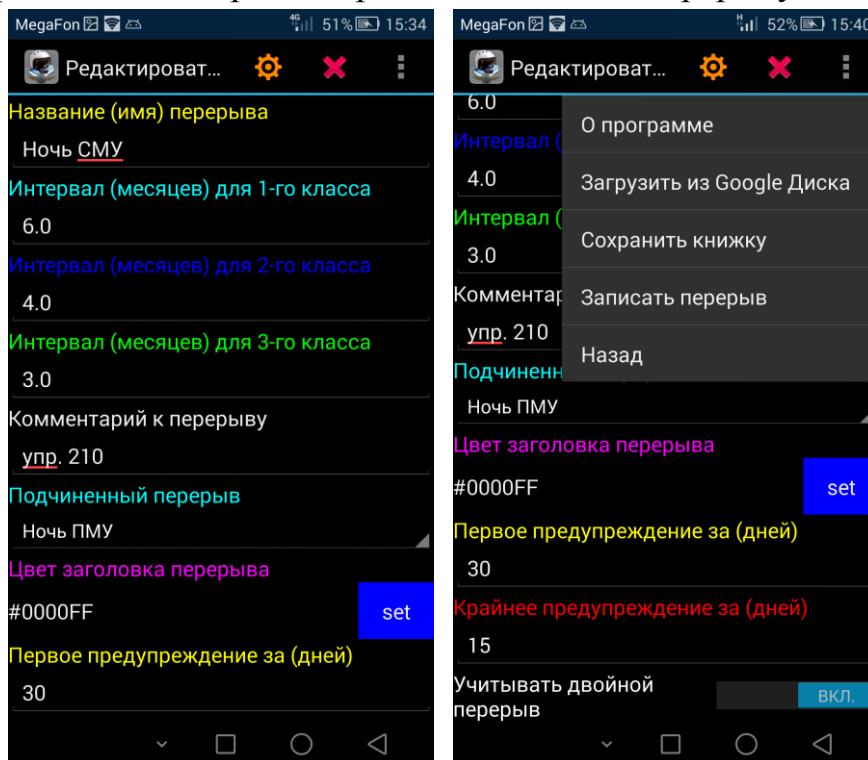 MegaFon 4G 51% 15:34
Редактироват...
Название (имя) перерыва
Ночь СМУ
Интервал (месяцев) для 1-го класса
6.0
Интервал (месяцев) для 2-го класса
4.0
Интервал (месяцев) для 3-го класса
3.0
Комментарий к перерыву
упр. 210
Подчиненный перерыв
Ночь ПМУ
Цвет заголовка перерыва
#0000FF set
Первое предупреждение за (дней)
30
MegaFon H 52% 15:40
Редактироват...
6.0
Интервал (
4.0
Интервал (
3.0
Комментар
упр. 210
Подчиненн
О программе
Загрузить из Google Диска
Сохранить книжку
Записать перерыв
Назад
Ночь ПМУ
Цвет заголовка перерыва
#0000FF set
Первое предупреждение за (дней)
30
Крайнее предупреждение за (дней)
15
Учитывать двойной
перерыв ВКЛ.